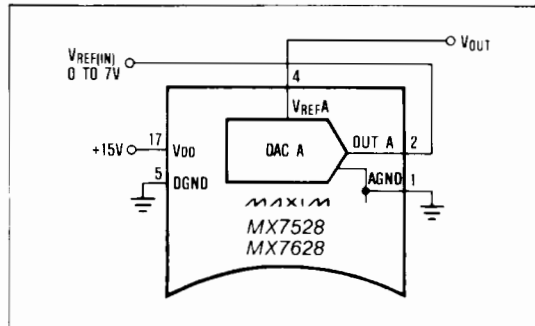 VREF(IN)
0 TO 7V
VOUT
4
VREFA
+15V
17
VDD
DAC A
OUT A
2
5
DGND
AGND
1
MAXIM
MX7528
MX7628